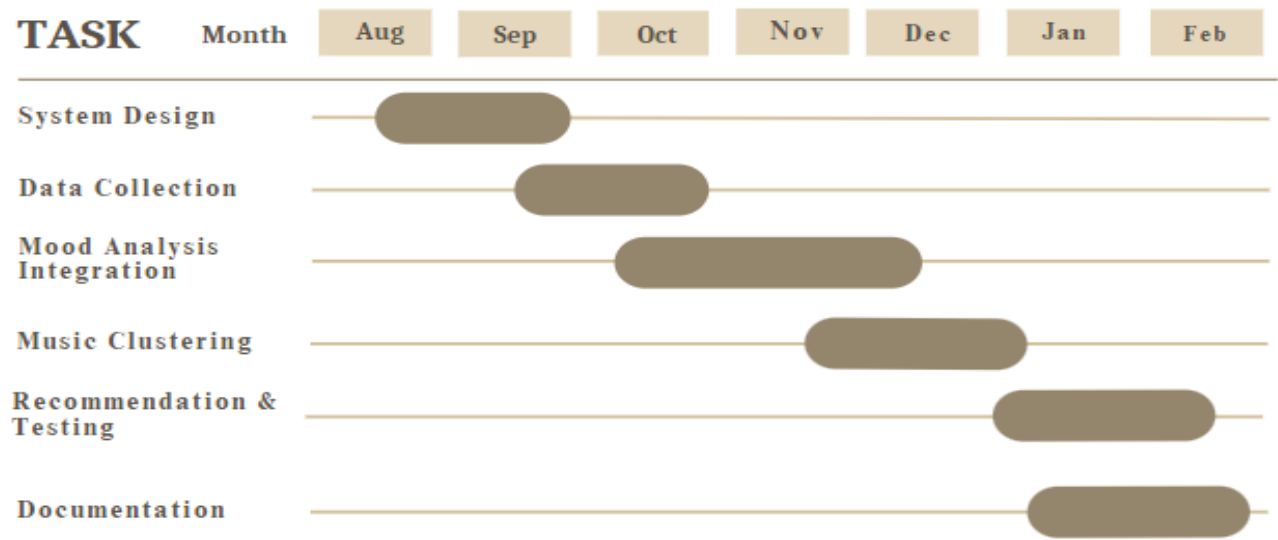 TASK Month Aug Sep Oct Nov Dec Jan Feb
System Design
Data Collection
Mood Analysis
Integration
Music Clustering
Recommendation &
Testing
Documentation